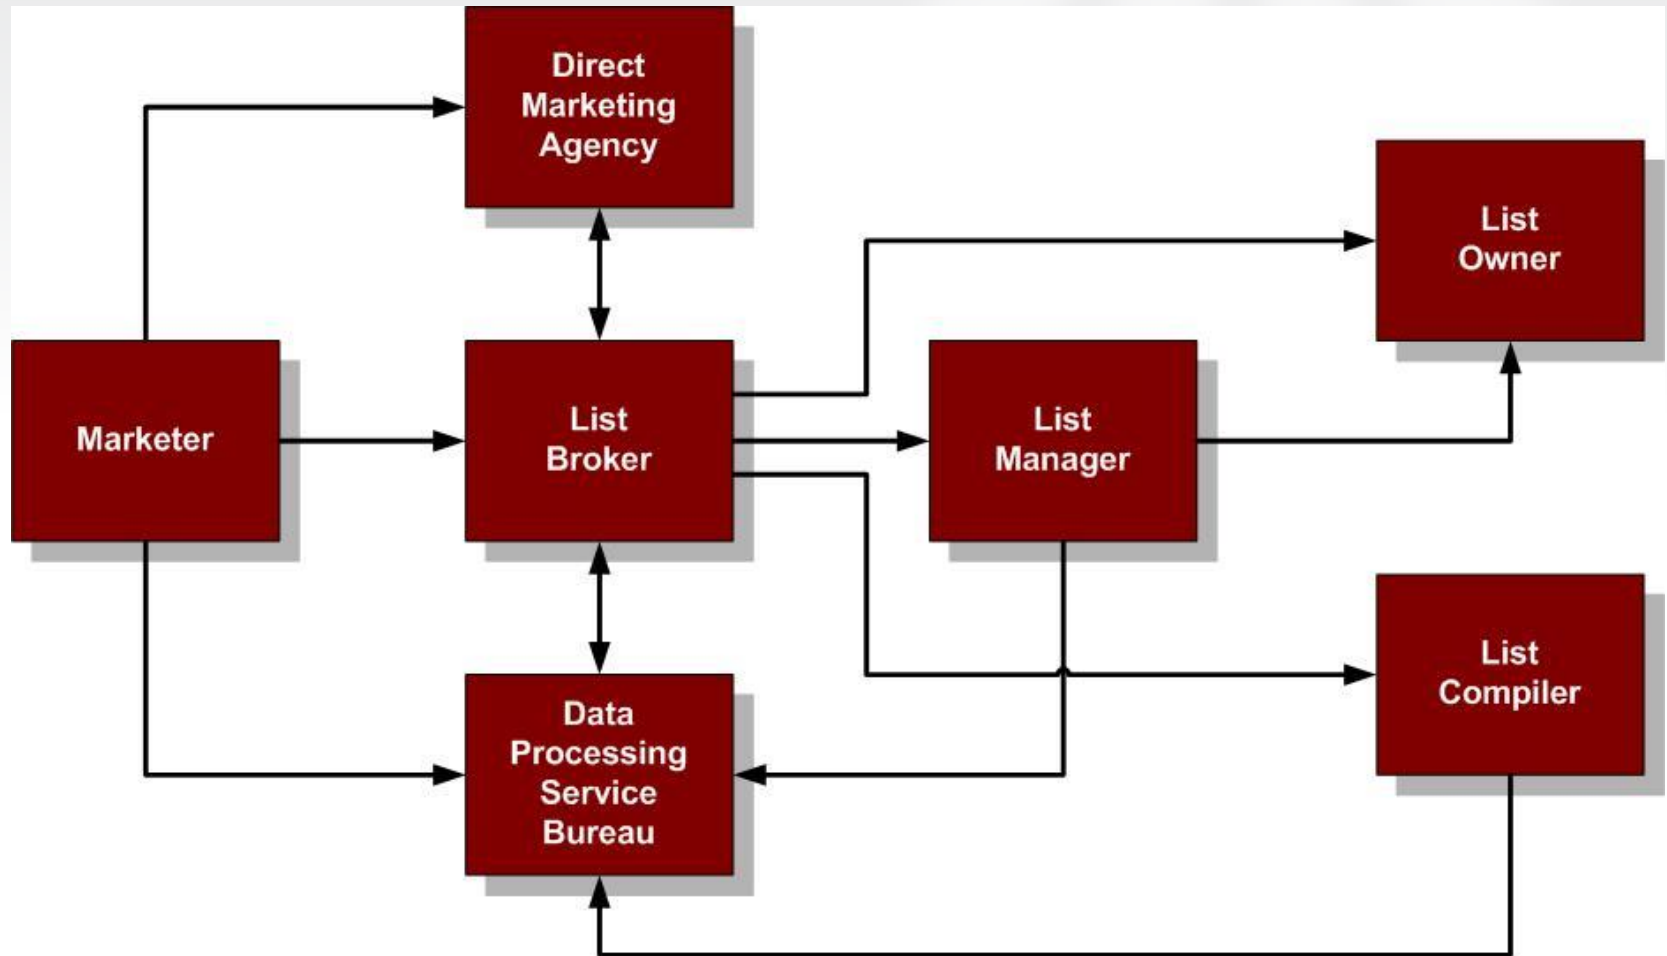 Direct
Marketing
Agency
List
Owner
Marketer
List
Broker
List
Manager
List
Compiler
Data
Processing
Service
Bureau